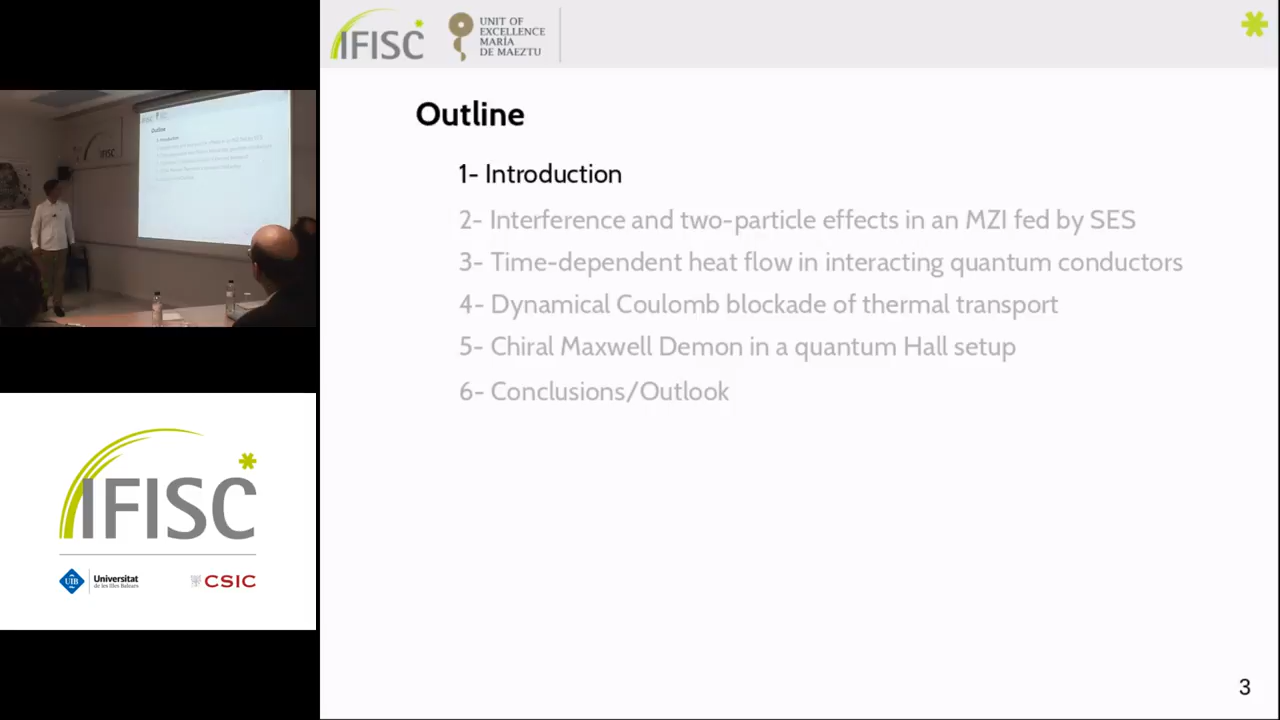 IFISC
UNIT OF
EXCELLENCE
MARÍA
DE MAEZTU
Outline
1- Introduction
2- Interference and two-particle effects in an MZI fed by SES
3- Time-dependent heat flow in interacting quantum conductors
4- Dynamical Coulomb blockade of thermal transport
5- Chiral Maxwell Demon in a quantum Hall setup
6- Conclusions/Outlook
3
Outline
IFISC
IFISC
UIB
Universitat
de les Illes Balears
CSIC